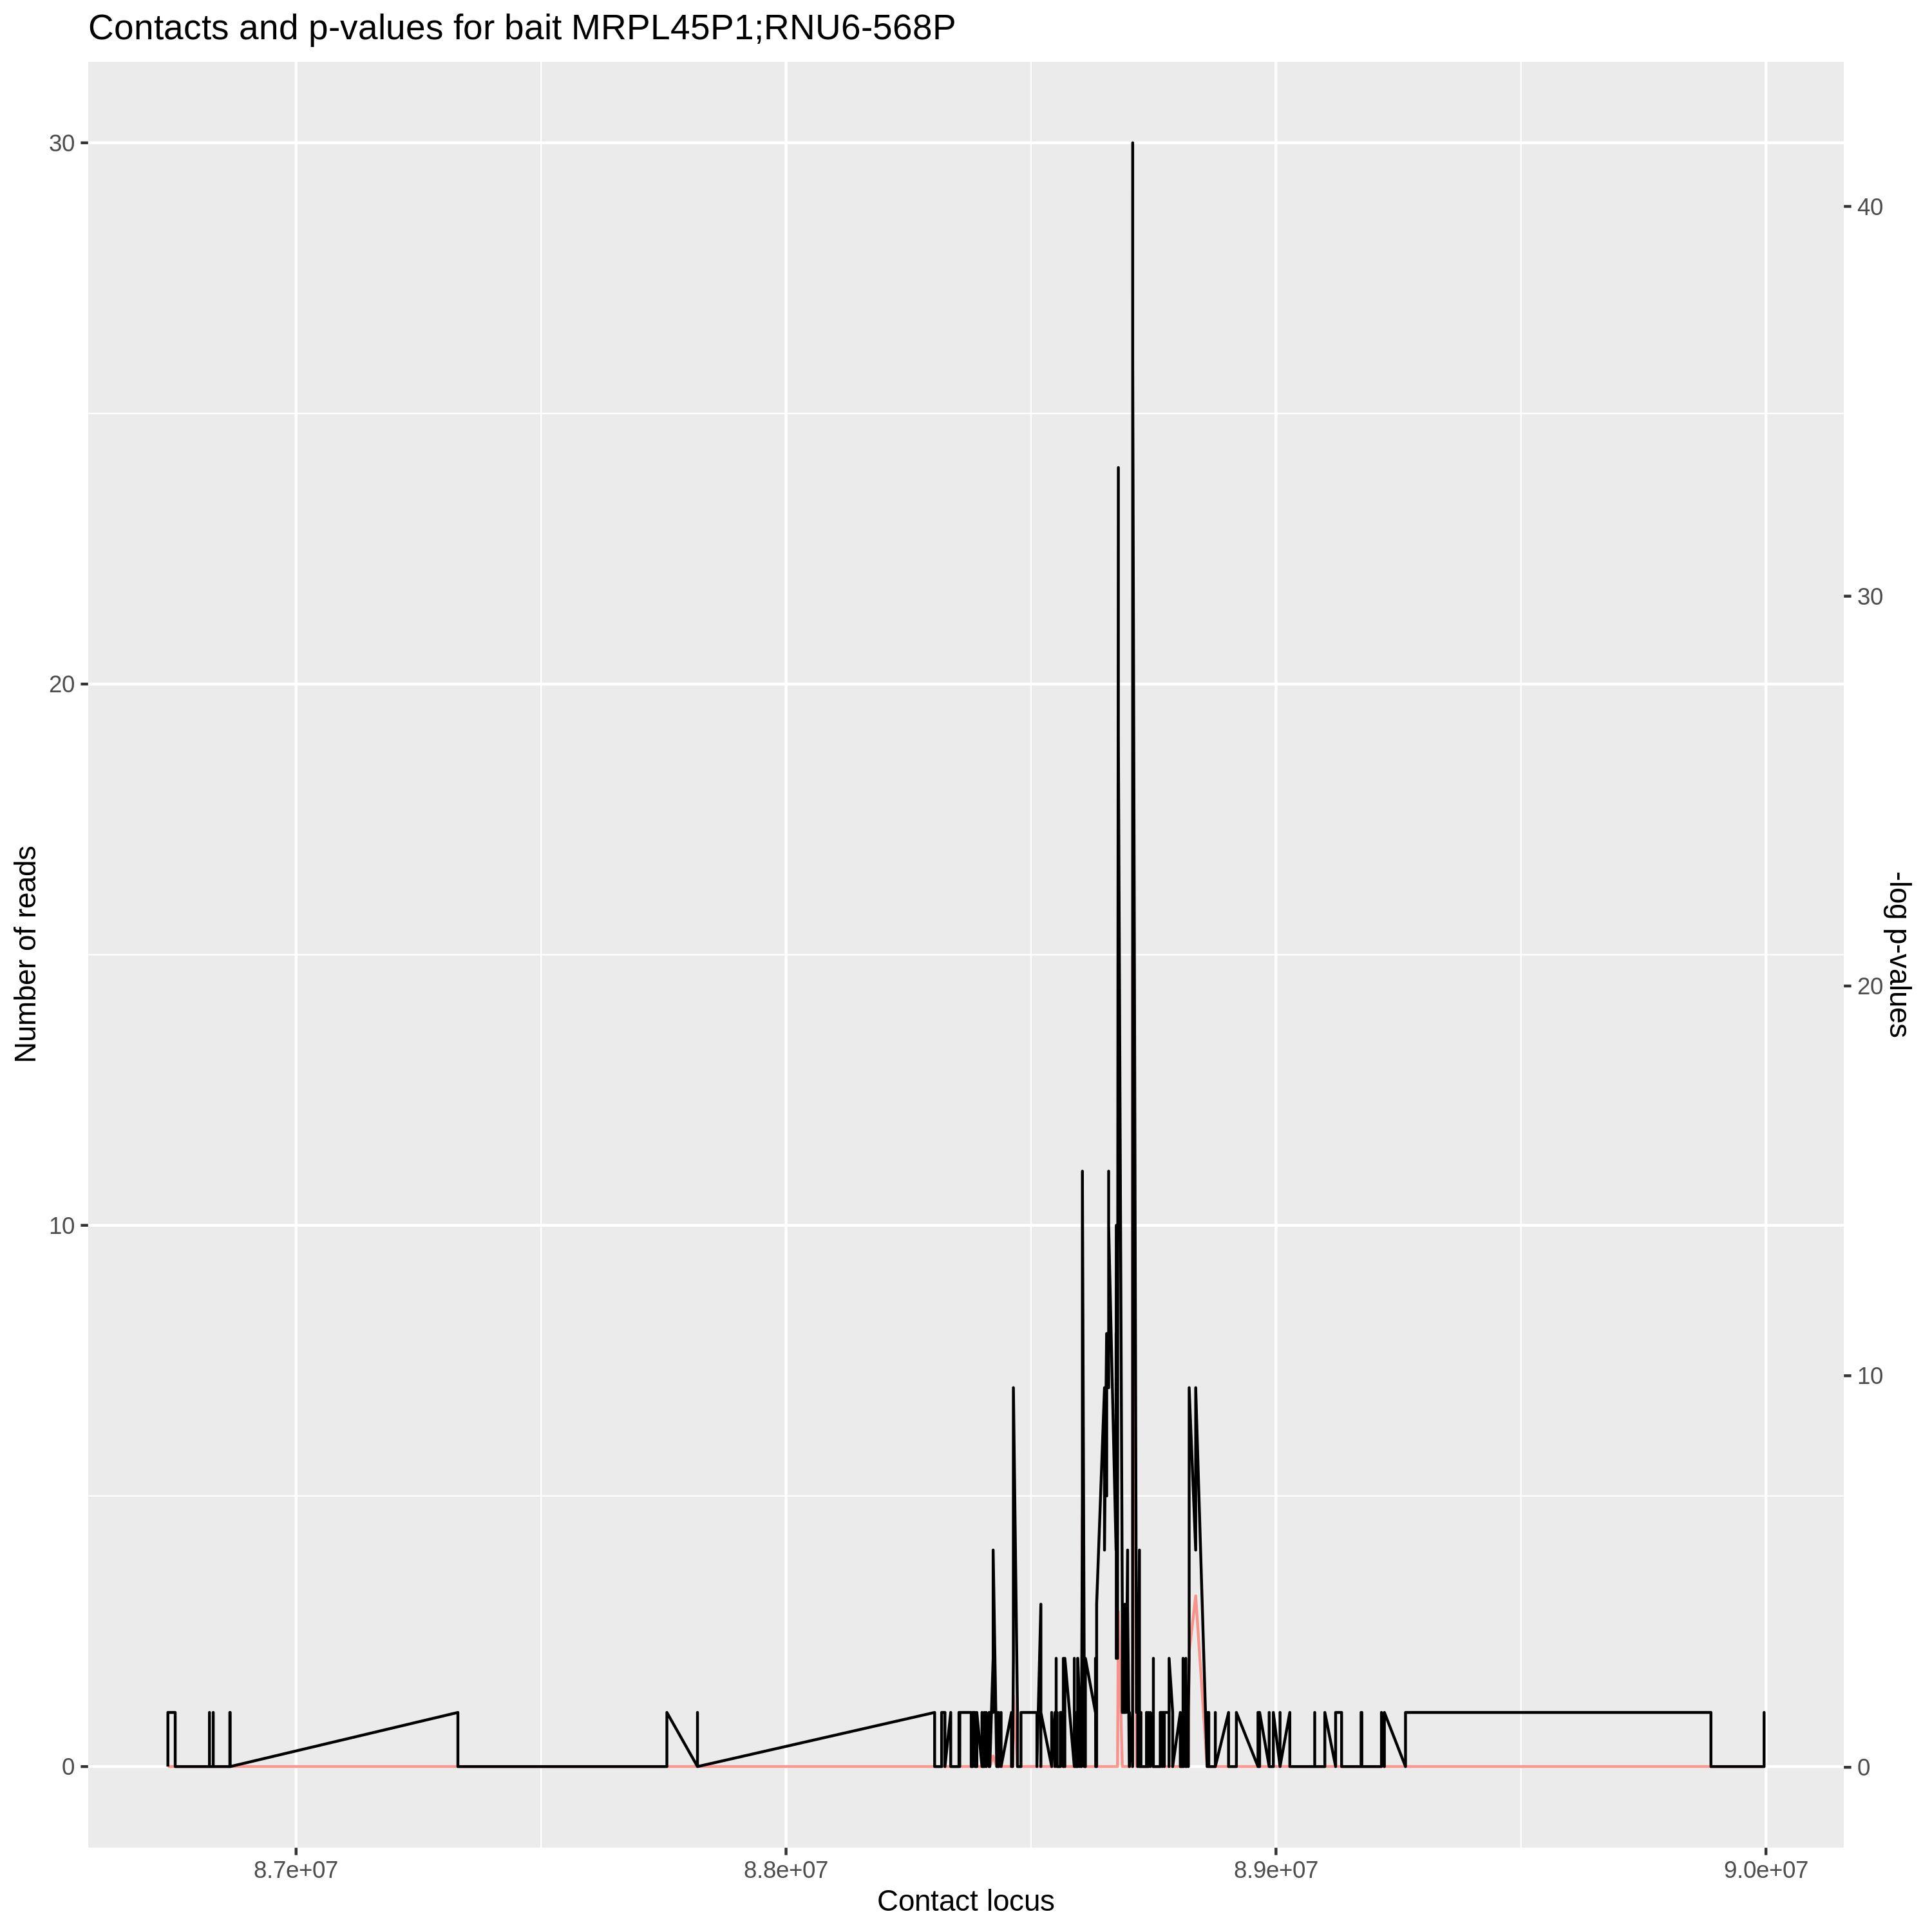 Contacts and p-values for bait MRPL45P1;RNU6-568P
30
20
10
0
Number of reads
40
30
20
10
0
-log p-values
8.7e+07
8.8e+07
8.9e+07
9.0e+07
Contact locus